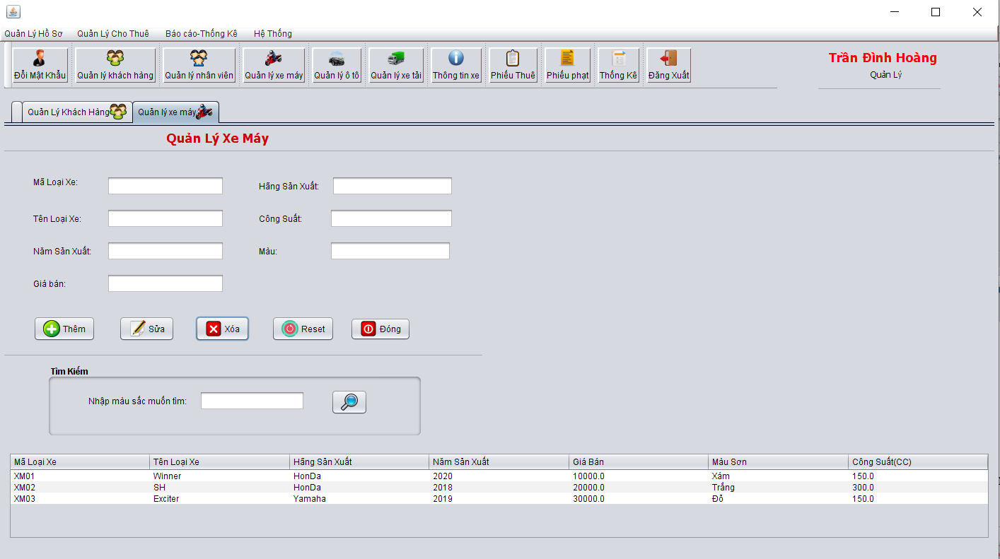 Quản Lý Hồ Sơ Quản Lý Cho Thuê Báo cáo-Thống Kê Hệ Thống
Đổi Mật Khẩu Quản lý khách hàng Quản lý nhân viên Quản lý xe máy Quản lý ô tô Quản lý xe tải Thông tin xe Phiếu Thuê Phiếu phạt Thống Kê Đăng Xuất
Trần Đình Hoàng
Quản Lý
Quản Lý Khách Hàng Quản lý xe máy
Quản Lý Xe Máy
Mã Loại Xe: Hãng Sản Xuất:
Tên Loại Xe: Công Suất:
Năm Sản Xuất: Màu:
Giá bán:
Thêm Sửa Xóa Reset Đóng
Tìm Kiếm
Nhập màu sắc muốn tìm:
Mã Loại Xe Tên Loại Xe Hãng Sản Xuất Năm Sản Xuất Giá Bán Màu Sơn Công Suất(CC)
XM01 Winner HonDa 2020 10000.0 Xám 150.0
XM02 SH HonDa 2018 20000.0 Trắng 300.0
XM03 Exciter Yamaha 2019 30000.0 Đỏ 150.0